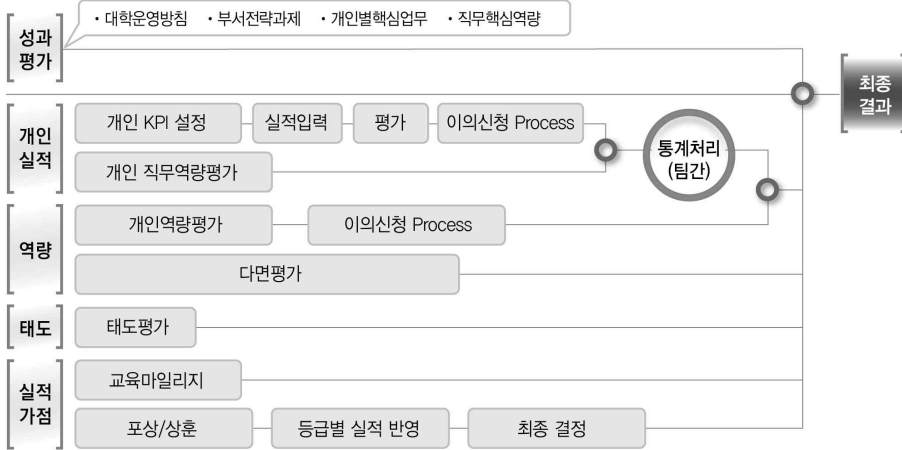 · 대학운영방침 · 부서전략과제 · 개인별핵심업무 · 직무핵심역량
성과
평가
최종
결과
개인
실적
개인 KPI 설정
실적입력
평가
이의신청 Process
개인 직무역량평가
통계처리
(팀간)
역량
개인역량평가
이의신청 Process
다면평가
태도
태도평가
실적
가점
교육마일리지
포상/상훈
등급별 실적 반영
최종 결정